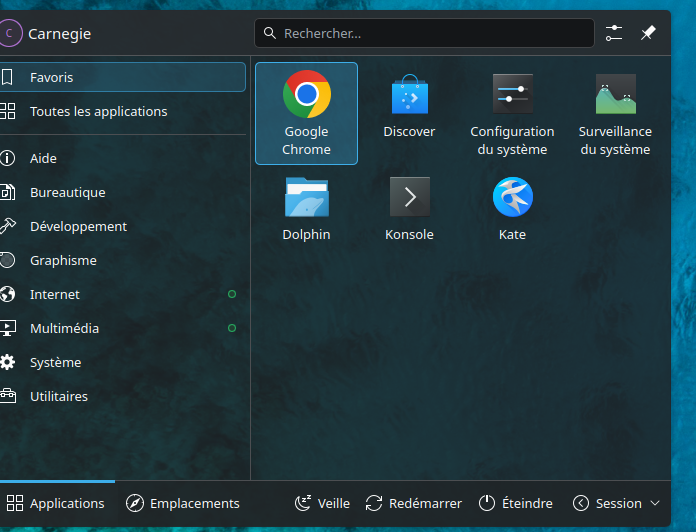 C Carnegie
Rechercher...
Favoris
Toutes les applications
Aide
Bureautique
Développement
Graphisme
Internet
Multimédia
Système
Utilitaires
Google
Chrome
Discover
Configuration
du système
Surveillance
du système
Dolphin
Konsole
Kate
Applications
Emplacements
Veille
Redémarrer
Éteindre
Session